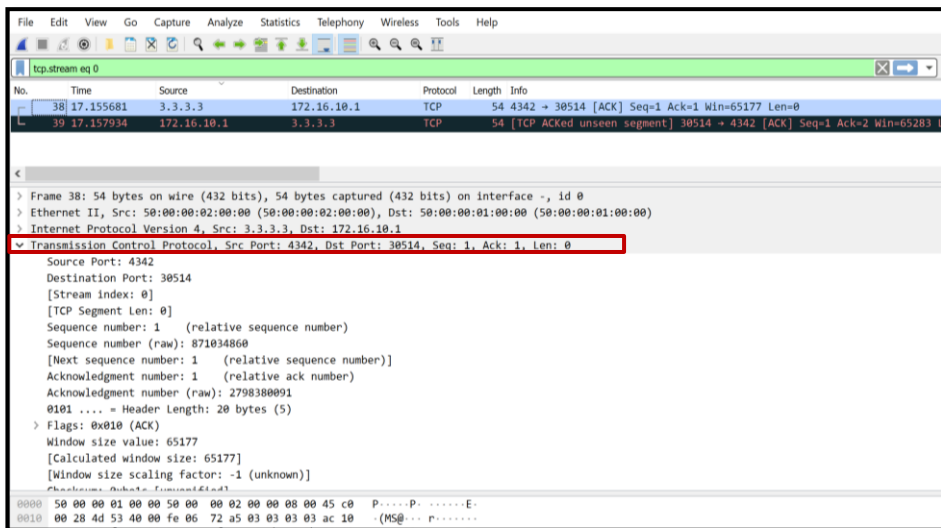 File Edit View Go Capture Analyze Statistics Telephony Wireless Tools Help
tcp.stream eq 0
No. Time Source Destination Protocol Length Info
38 17.155681 3.3.3.3 172.16.10.1 TCP 54 4342 → 30514 [ACK] Seq=1 Ack=1 Win=65177 Len=0
39 17.157934 172.16.10.1 3.3.3.3 TCP 54 [TCP ACKed unseen segment] 30514 → 4342 [ACK] Seq=1 Ack=2 Win=65283
Frame 38: 54 bytes on wire (432 bits), 54 bytes captured (432 bits) on interface -, id 0
Ethernet II, Src: 50:00:00:02:00:00 (50:00:00:02:00:00), Dst: 50:00:00:01:00:00 (50:00:00:01:00:00)
Internet Protocol Version 4, Src: 3.3.3.3, Dst: 172.16.10.1
Transmission Control Protocol, Src Port: 4342, Dst Port: 30514, Seq: 1, Ack: 1, Len: 0
Source Port: 4342
Destination Port: 30514
[Stream index: 0]
[TCP Segment Len: 0]
Sequence number: 1 (relative sequence number)
Sequence number (raw): 871034860
[Next sequence number: 1 (relative sequence number)]
Acknowledgment number: 1 (relative ack number)
Acknowledgment number (raw): 2798380091
0101 .... = Header Length: 20 bytes (5)
Flags: 0x010 (ACK)
Window size value: 65177
[Calculated window size: 65177]
[Window size scaling factor: -1 (unknown)]
0000 50 00 00 01 00 00 50 00 00 02 00 00 08 00 45 c0 P·····P· ······E·
0010 00 28 4d 53 40 00 fe 06 72 a5 03 03 03 03 ac 10 ·(MS@··· r·······